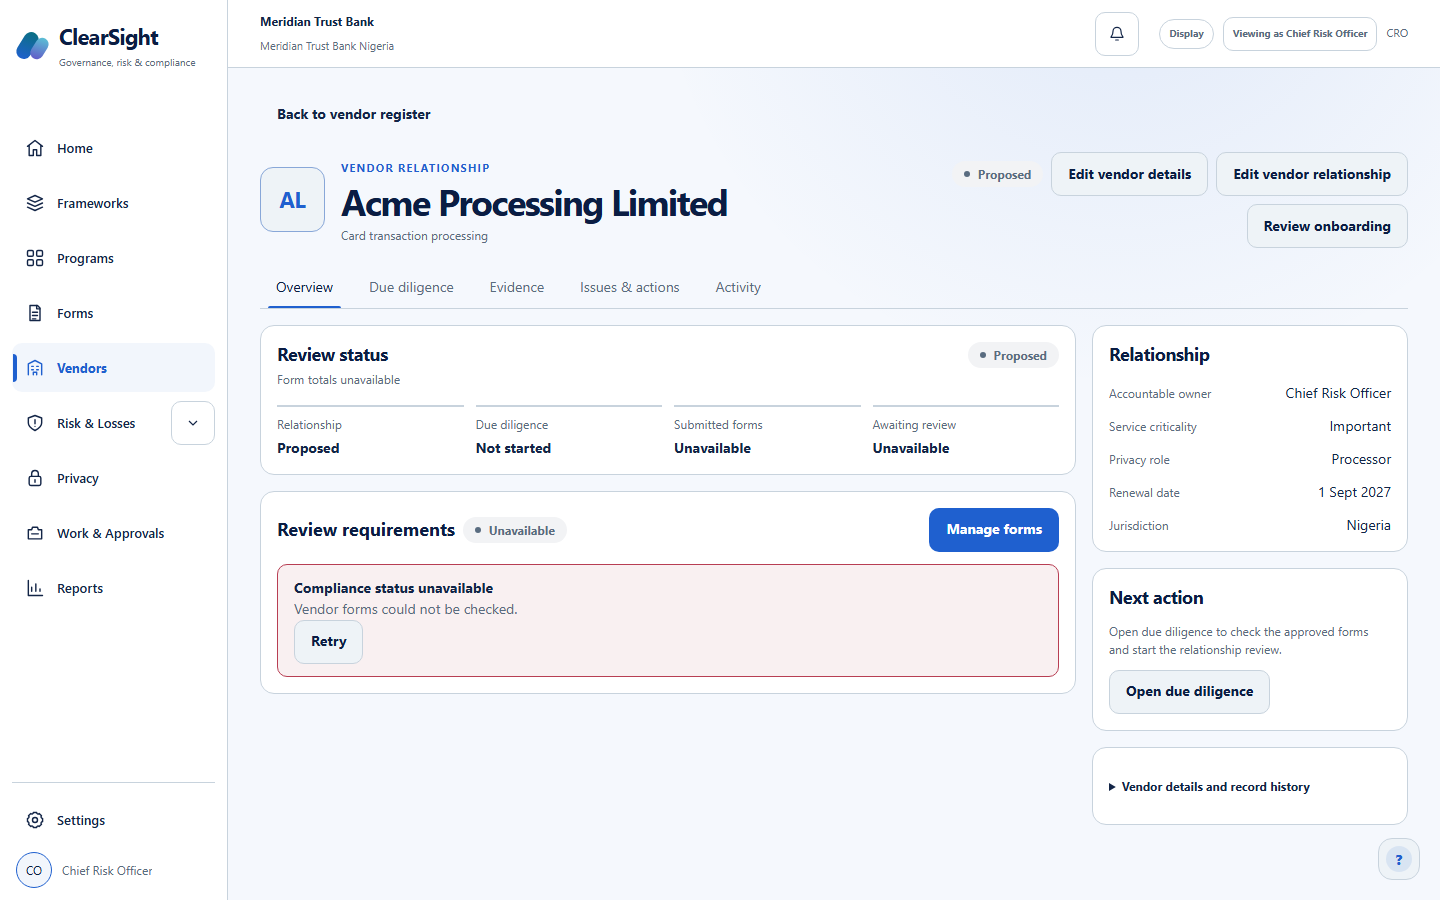 ClearSight
Governance, risk & compliance
Home
Frameworks
Programs
Forms
Vendors
Risk & Losses
Privacy
Work & Approvals
Reports
Settings
CO
Chief Risk Officer
Meridian Trust Bank
Meridian Trust Bank Nigeria
Display
Viewing as Chief Risk Officer
CRO
Back to vendor register
AL
VENDOR RELATIONSHIP
Acme Processing Limited
Card transaction processing
Proposed
Edit vendor details
Edit vendor relationship
Review onboarding
Overview
Due diligence
Evidence
Issues & actions
Activity
Review status
Form totals unavailable
Proposed
Relationship
Proposed
Due diligence
Not started
Submitted forms
Unavailable
Awaiting review
Unavailable
Review requirements
Unavailable
Manage forms
Compliance status unavailable
Vendor forms could not be checked.
Retry
Relationship
Accountable owner
Chief Risk Officer
Service criticality
Important
Privacy role
Processor
Renewal date
1 Sept 2027
Jurisdiction
Nigeria
Next action
Open due diligence to check the approved forms
and start the relationship review.
Open due diligence
Vendor details and record history
?